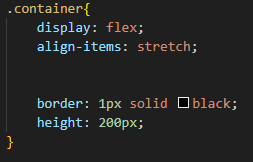 .container{
display: flex;
align-items: stretch;
border: 1px solid black;
height: 200px;
}